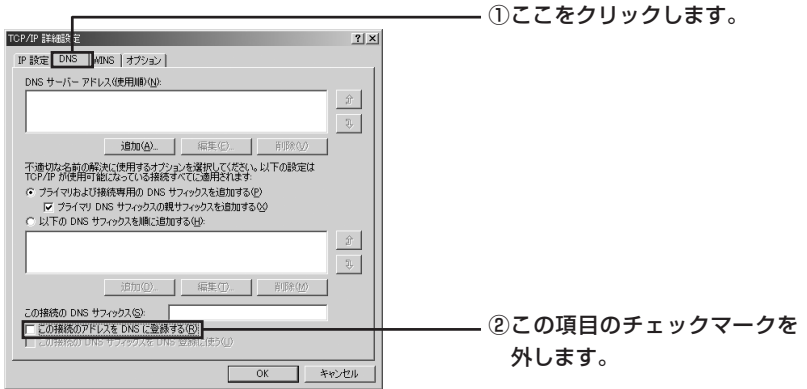 ①ここをクリックします。
TCP/IP 詳細設定
IP 設定 DNS WINS オプション
DNS サーバー アドレス(使用順)(N):
追加(A)... 編集(E)... 削除(V)
不適切な名前の解決に使用するオプションを選択してください。以下の設定は
TCP/IP が使用可能になっている接続すべてに適用されます:
プライマリおよび接続専用の DNS サフィックスを追加する(P)
プライマリ DNS サフィックスの親サフィックスを追加する(X)
以下の DNS サフィックスを順に追加する(H):
追加(D)... 編集(T)... 削除(M)
この接続の DNS サフィックス(S):
この接続のアドレスを DNS に登録する(R)
この接続の DNS サフィックスを DNS 登録に使う(U)
②この項目のチェックマークを
外します。
OK キャンセル